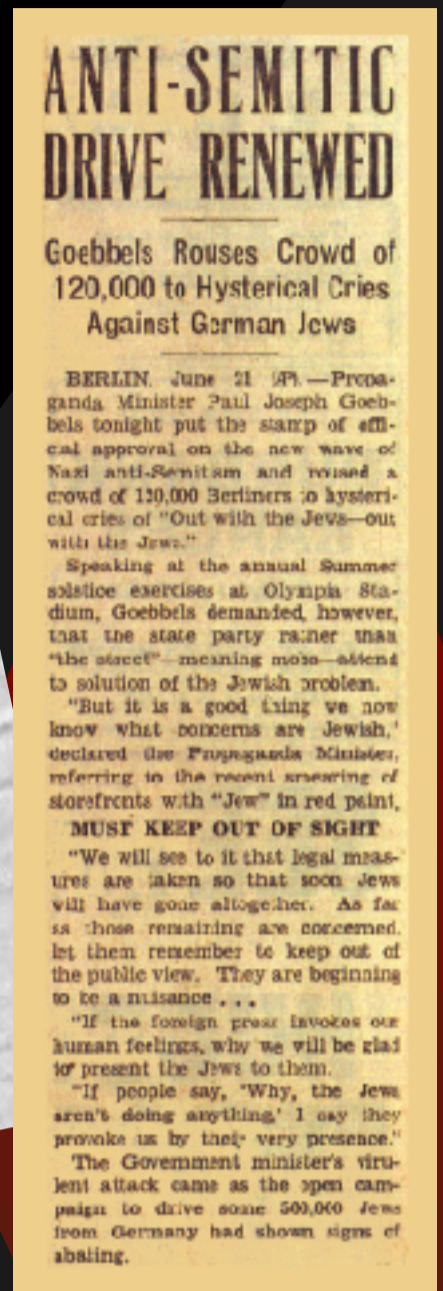 ANTI-SEMITIC
DRIVE RENEWED
Goebbels Rouses Crowd of
120,000 to Hysterical Cries
Against German Jews
BERLIN, June 21 (AP).—Propa-
ganda Minister Paul Joseph Goeb-
bels tonight put the stamp of offi-
cial approval on the new wave of
Nazi anti-Semitism and roused a
crowd of 120,000 Berliners to hysteri-
cal cries of "Out with the Jews—out
with the Jews."
Speaking at the annual Summer
solstice exercises at Olympia Sta-
dium, Goebbels demanded, however,
that the state party rather than
"the street"—meaning mobs—attend
to solution of the Jewish problem.
"But it is a good thing we now
know what concerns are Jewish,'
declared the Propaganda Minister,
referring to the recent smearing of
storefronts with "Jew" in red paint,
MUST KEEP OUT OF SIGHT
"We will see to it that legal meas-
ures are taken so that soon Jews
will have gone altogether. As far
as those remaining are concerned,
let them remember to keep out of
the public view. They are beginning
to be a nuisance . . .
"If the foreign press invokes our
human feelings, why we will be glad
to present the Jews to them.
"If people say, 'Why, the Jews
aren't doing anything,' I say they
provoke us by their very presence."
The Government minister's viru-
lent attack came as the open cam-
paign to drive some 500,000 Jews
from Germany had shown signs of
abating.